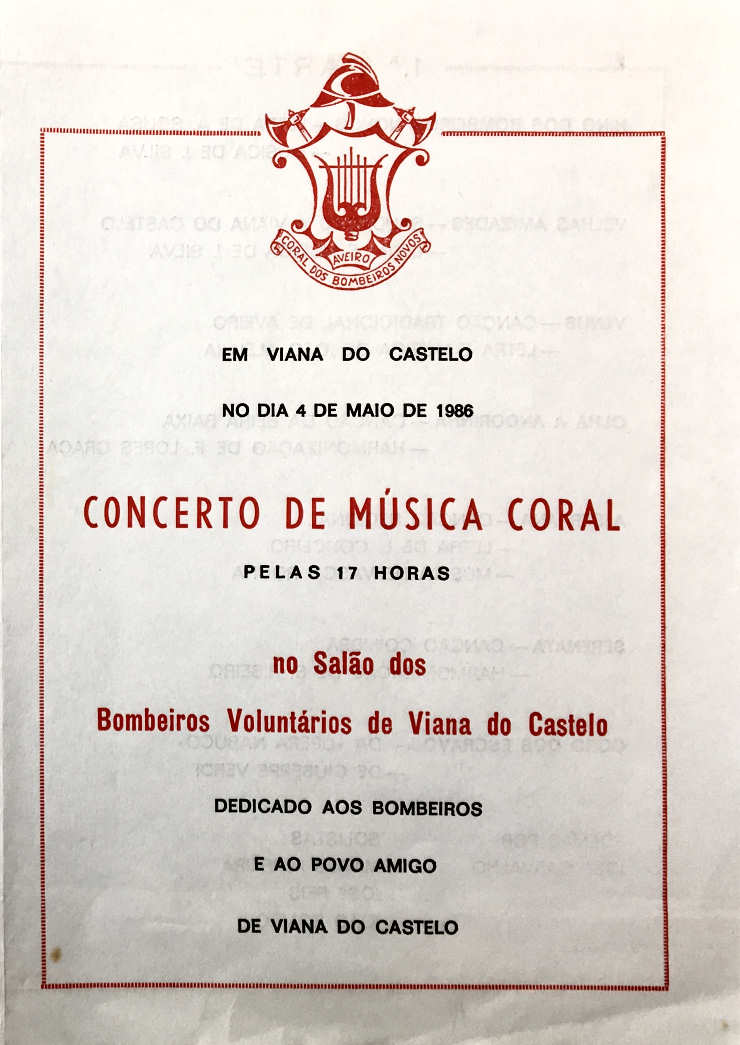 AVEIRO
CORAL DOS BOMBEIROS NOVOS
EM VIANA DO CASTELO
NO DIA 4 DE MAIO DE 1986
CONCERTO DE MÚSICA CORAL
PELAS 17 HORAS
no Salão dos
Bombeiros Voluntários de Viana do Castelo
DEDICADO AOS BOMBEIROS
E AO POVO AMIGO
DE VIANA DO CASTELO